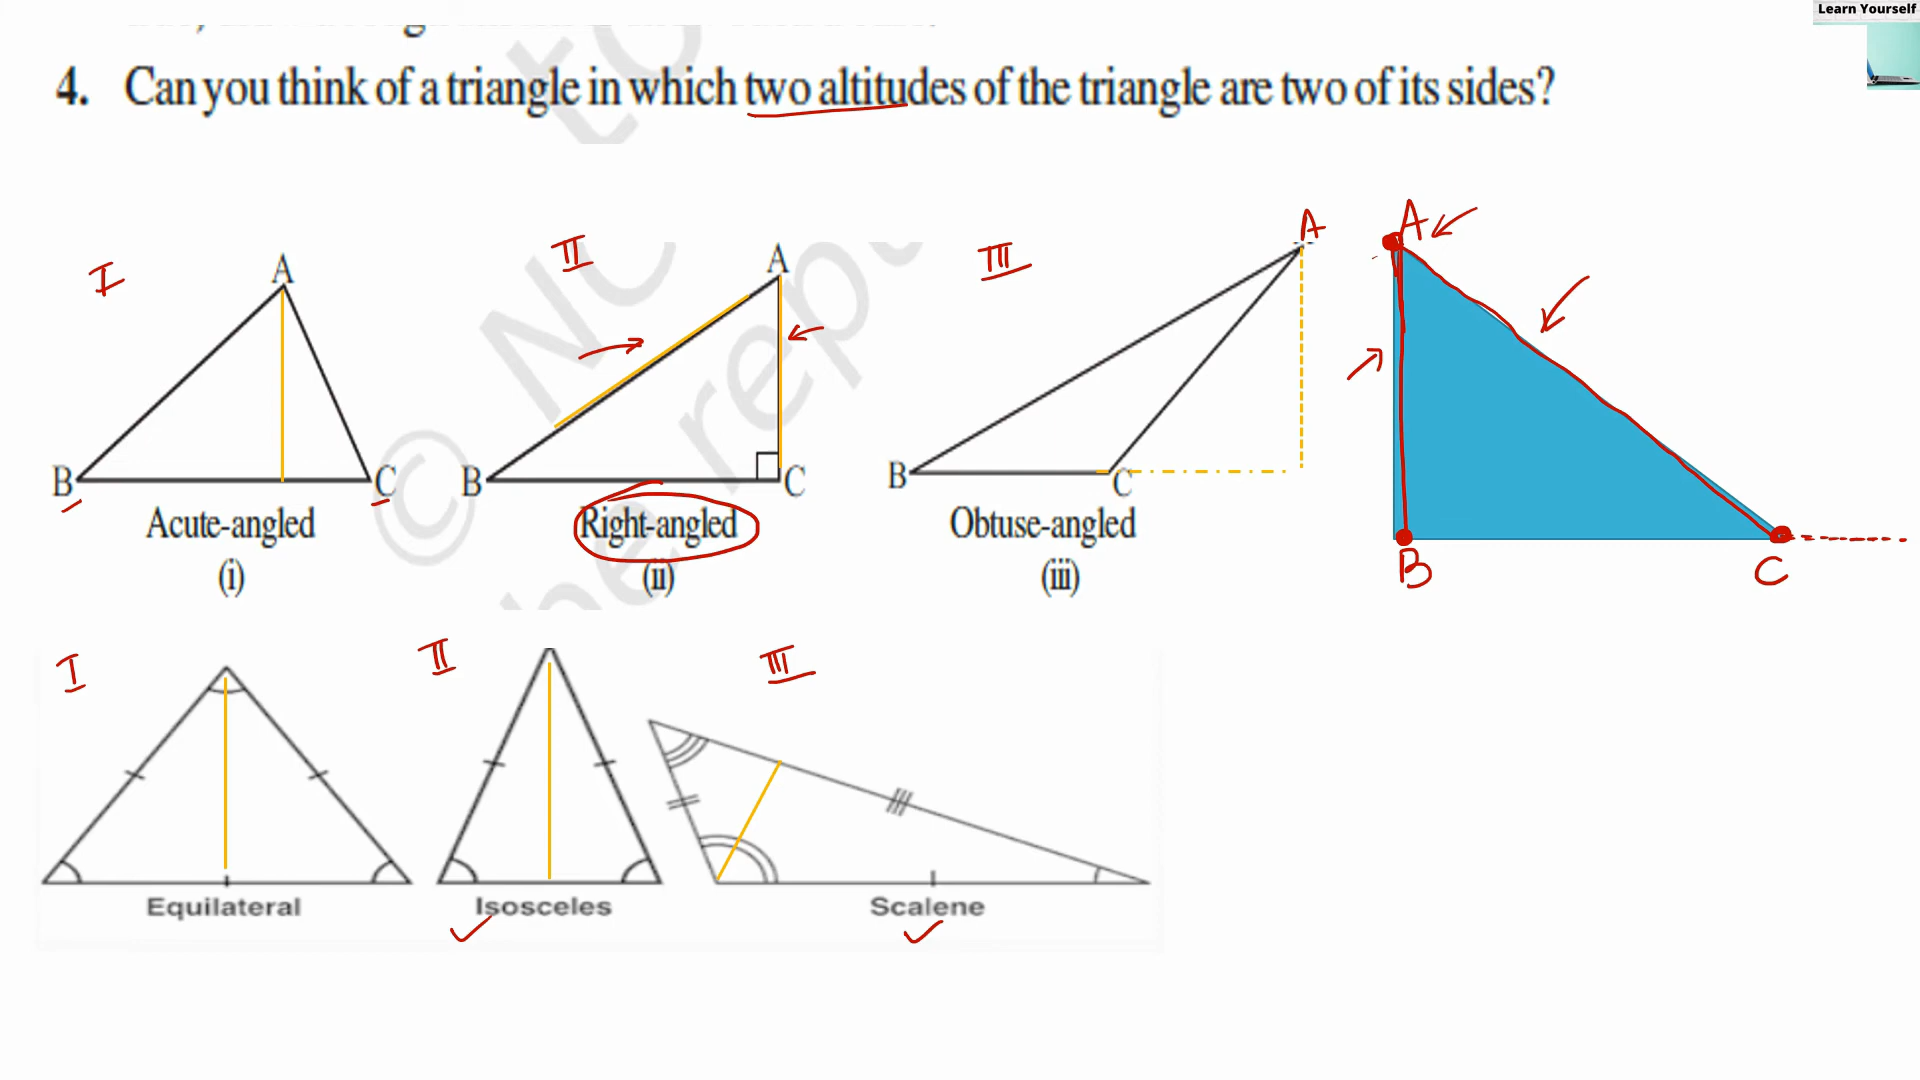 Learn Yourself
4. Can you think of a triangle in which two altitudes of the triangle are two of its sides?
I II III A A
A A
B C B C B C
Acute-angled Right-angled Obtuse-angled
(i) (ii) (iii)
B C
I II III
Equilateral Isosceles Scalene